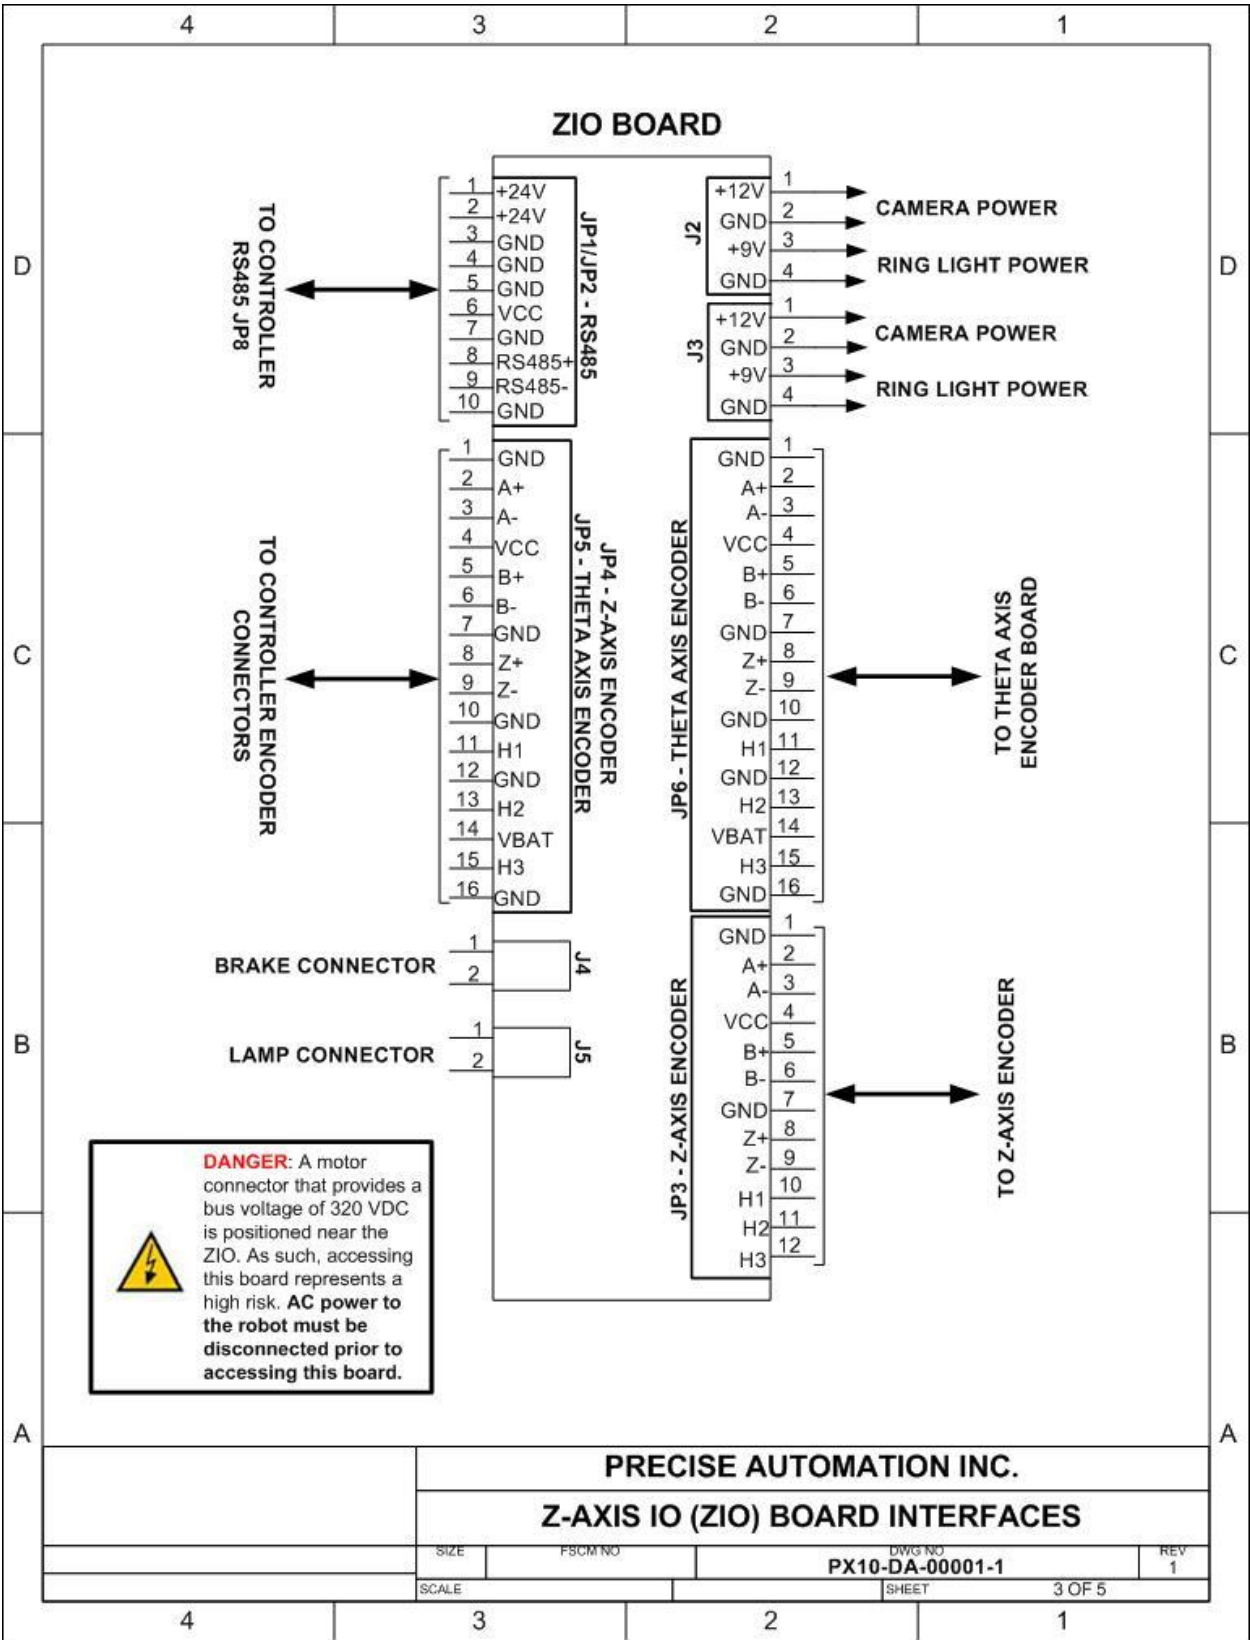 4 3 2 1
ZIO BOARD
D
D
TO CONTROLLER
RS485 JP8
1 +24V
2 +24V
3 GND
4 GND
5 GND
6 VCC
7 GND
8 RS485+
9 RS485-
10 GND
JP1/JP2 - RS485
J2
+12V 1
GND 2
+9V 3
GND 4
CAMERA POWER
RING LIGHT POWER
J3
+12V 1
GND 2
+9V 3
GND 4
CAMERA POWER
RING LIGHT POWER
C
C
TO CONTROLLER ENCODER
CONNECTORS
1 GND
2 A+
3 A-
4 VCC
5 B+
6 B-
7 GND
8 Z+
9 Z-
10 GND
11 H1
12 GND
13 H2
14 VBAT
15 H3
16 GND
JP4 - Z-AXIS ENCODER
JP5 - THETA AXIS ENCODER
JP6 - THETA AXIS ENCODER
GND 1
A+ 2
A- 3
VCC 4
B+ 5
B- 6
GND 7
Z+ 8
Z- 9
GND 10
H1 11
GND 12
H2 13
VBAT 14
H3 15
GND 16
TO THETA AXIS
ENCODER BOARD
B
B
BRAKE CONNECTOR
1
2
J4
LAMP CONNECTOR
1
2
J5
JP3 - Z-AXIS ENCODER
GND 1
A+ 2
A- 3
VCC 4
B+ 5
B- 6
GND 7
Z+ 8
Z- 9
H1 10
H2 11
H3 12
TO Z-AXIS ENCODER
DANGER: A motor
connector that provides a
bus voltage of 320 VDC
is positioned near the
ZIO. As such, accessing
this board represents a
high risk. AC power to
the robot must be
disconnected prior to
accessing this board.
A
A
PRECISE AUTOMATION INC.
Z-AXIS IO (ZIO) BOARD INTERFACES
SIZE FSCM NO DWG NO REV
PX10-DA-00001-1 1
SCALE SHEET 3 OF 5
4 3 2 1